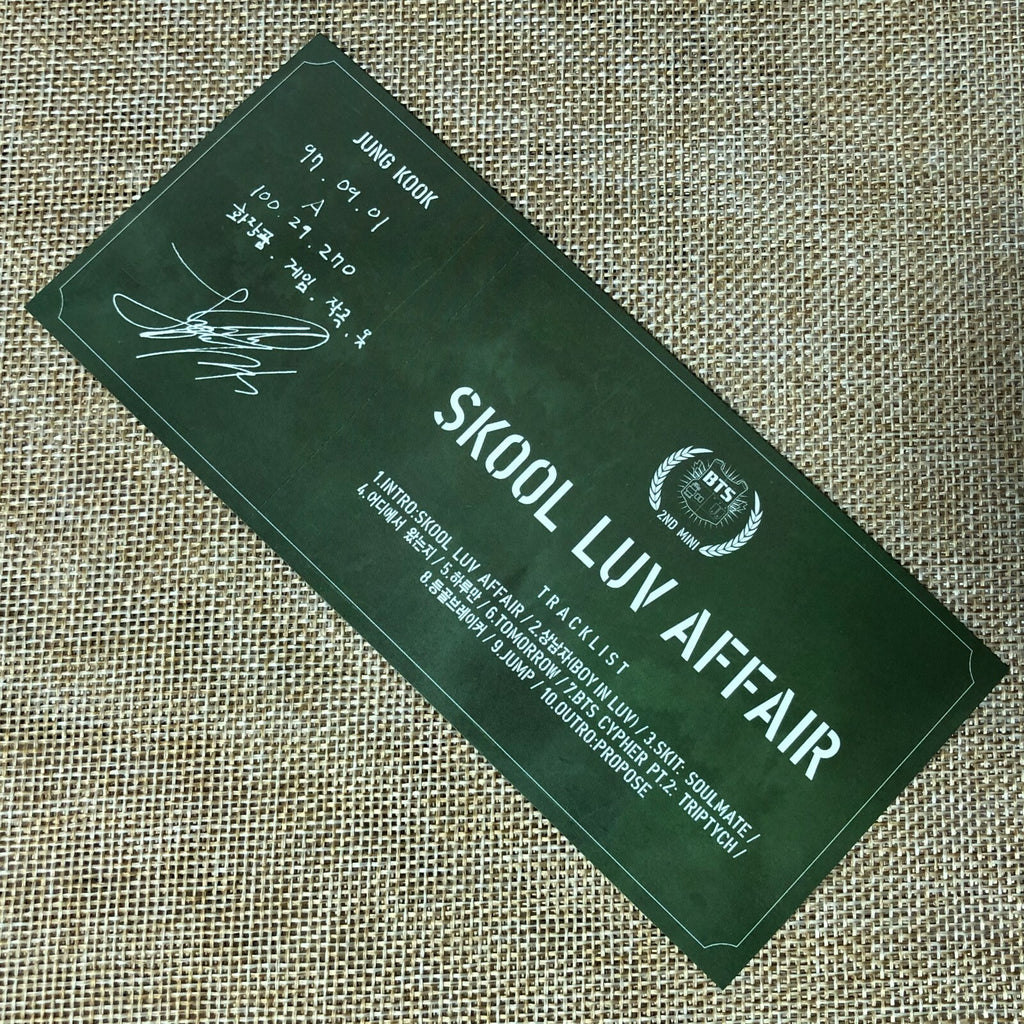 JUNG KOOK
97. 09. 01
A
100. 29. 270
화장품. 게임. 자국. 옷
BTS
2ND MINI
SKOOL LUV AFFAIR
TRACKLIST
1.INTRO:SKOOL LUV AFFAIR / 2.상남자(BOY IN LUV) / 3.SKIT: SOULMATE /
4.어디에서 왔는지 / 5.하루만 / 6.TOMORROW / 7.BTS CYPHER PT.2: TRIPTYCH /
8.등골브레이커 / 9.JUMP / 10.OUTRO:PROPOSE